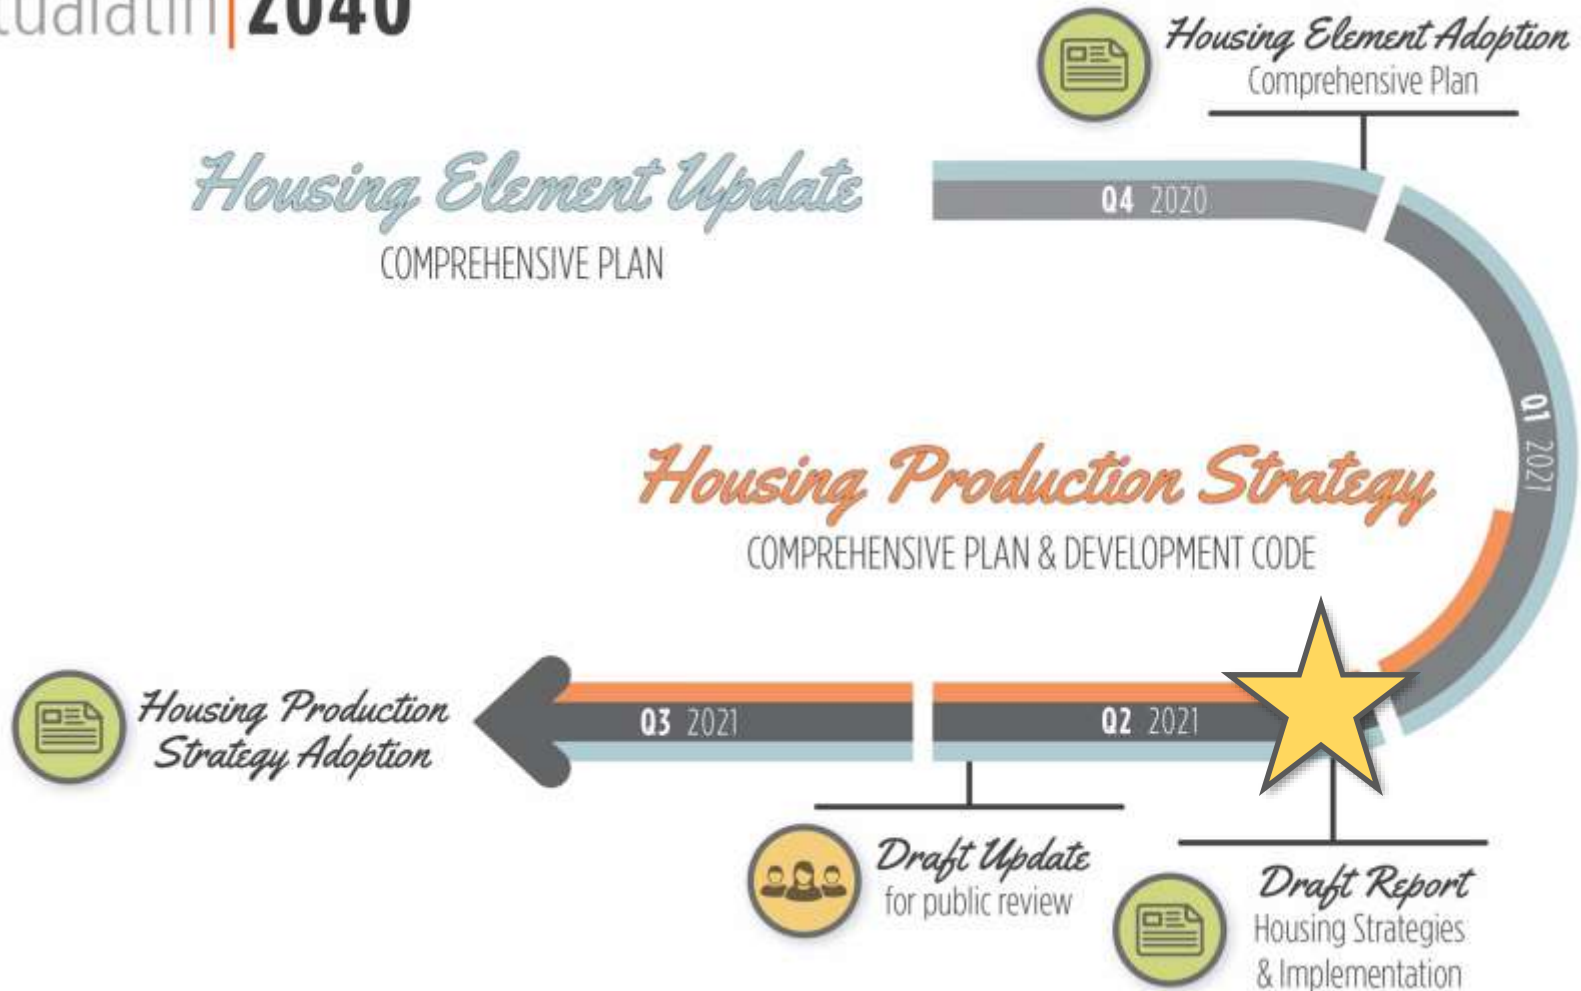 tualatin|2040
Housing Element Adoption
Comprehensive Plan
Housing Element Update
COMPREHENSIVE PLAN
Q4 2020
Q1 2021
Housing Production Strategy
COMPREHENSIVE PLAN & DEVELOPMENT CODE
Housing Production
Strategy Adoption
Q3 2021
Q2 2021
Draft Update
for public review
Draft Report
Housing Strategies
& Implementation